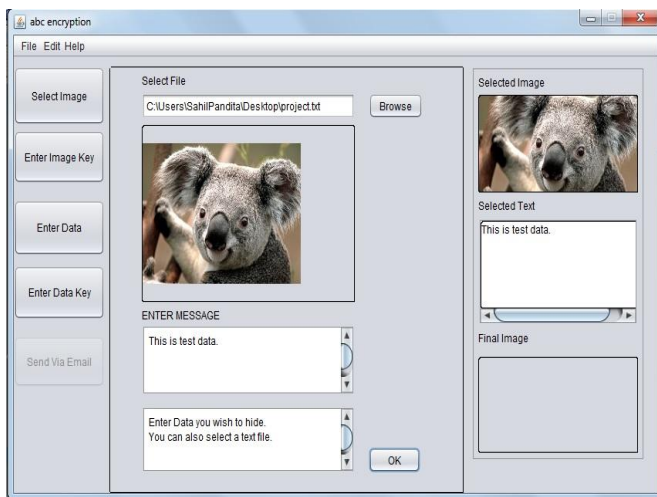 abc encryption
File Edit Help
Select Image
Enter Image Key
Enter Data
Enter Data Key
Send Via Email
Select File
C:\Users\SahilPandita\Desktop\project.txt
Browse
ENTER MESSAGE
This is test data.
Enter Data you wish to hide.
You can also select a text file.
OK
Selected Image
Selected Text
This is test data.
Final Image